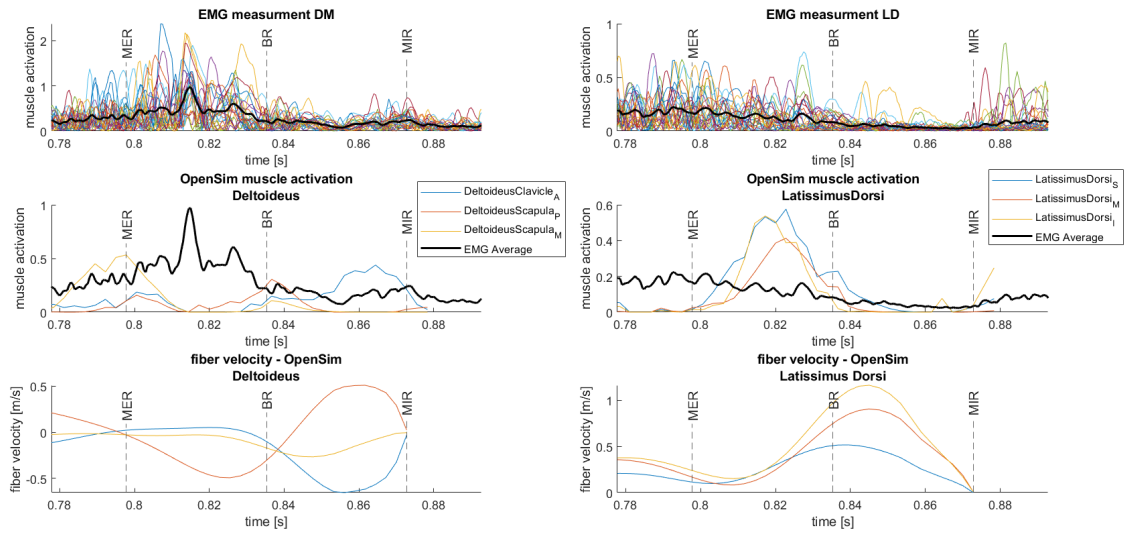 EMG measurment DM
muscle activation
2
1
0
MER
BR
MIR
0.78
0.8
0.82
0.84
0.86
0.88
time [s]
EMG measurment LD
muscle activation
1
0.5
0
MER
BR
MIR
0.78
0.8
0.82
0.84
0.86
0.88
time [s]
OpenSim muscle activation
Deltoideus
muscle activation
1
0.5
0
MER
BR
MIR
DeltoideusClavicle_A
DeltoideusScapula_P
DeltoideusScapula_M
EMG Average
0.78
0.8
0.82
0.84
0.86
0.88
time [s]
OpenSim muscle activation
LatissimusDorsi
muscle activation
0.6
0.4
0.2
0
MER
BR
MIR
LatissimusDorsi_S
LatissimusDorsi_M
LatissimusDorsi_I
EMG Average
0.78
0.8
0.82
0.84
0.86
0.88
time [s]
fiber velocity - OpenSim
Deltoideus
fiber velocity [m/s]
0.5
0
-0.5
MER
BR
MIR
0.78
0.8
0.82
0.84
0.86
0.88
time [s]
fiber velocity - OpenSim
Latissimus Dorsi
fiber velocity [m/s]
1
0.5
0
MER
BR
MIR
0.78
0.8
0.82
0.84
0.86
0.88
time [s]